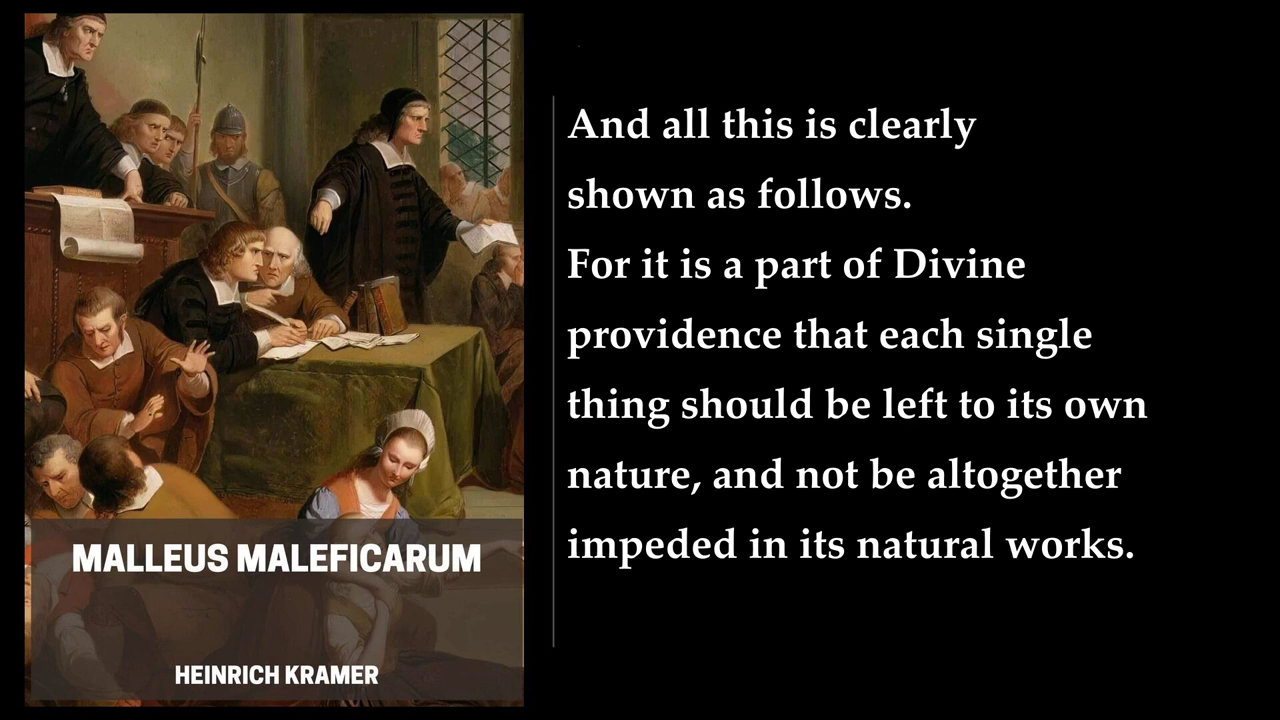 MALLEUS MALEFICARUM
HEINRICH KRAMER
And all this is clearly
shown as follows.
For it is a part of Divine
providence that each single
thing should be left to its own
nature, and not be altogether
impeded in its natural works.